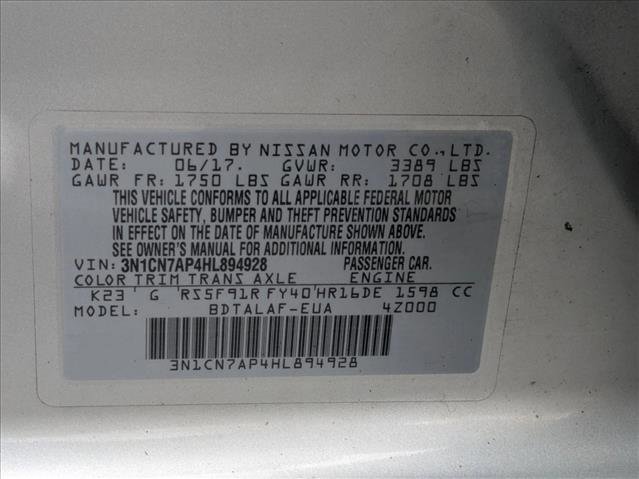 MANUFACTURED BY NISSAN MOTOR CO.,LTD.
DATE: 06/17. GVWR: 3389 LBS
GAWR FR: 1750 LBS GAWR RR: 1708 LBS
THIS VEHICLE CONFORMS TO ALL APPLICABLE FEDERAL MOTOR
VEHICLE SAFETY, BUMPER AND THEFT PREVENTION STANDARDS
IN EFFECT ON THE DATE OF MANUFACTURE SHOWN ABOVE.
SEE OWNER'S MANUAL FOR ADDITIONAL INFORMATION.
VIN: 3N1CN7AP4HL894928 PASSENGER CAR.
COLOR TRIM TRANS AXLE ENGINE
K23 G RS5F91R FY40 HR16DE 1598 CC
MODEL: BDTALAF-EUA 4Z000
3N1CN7AP4HL894928